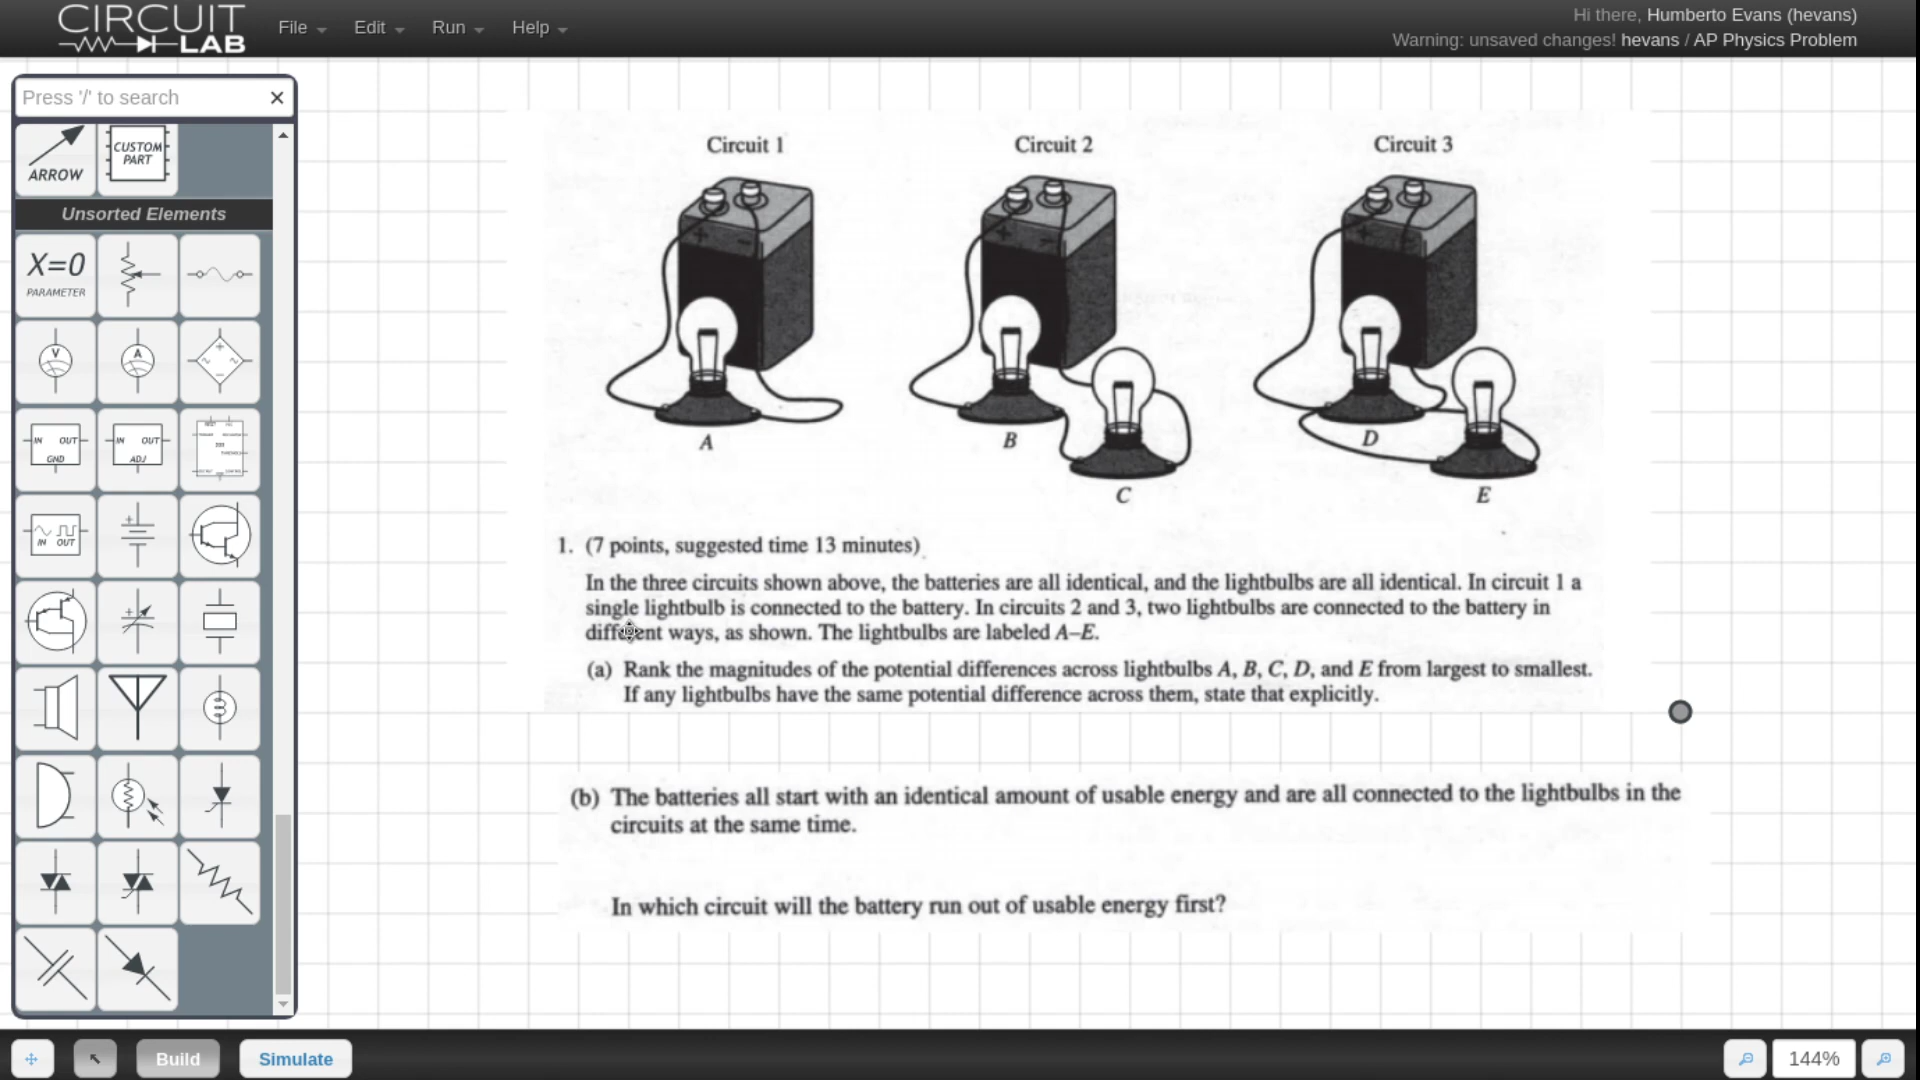 CIRCUIT
LAB
File
Edit
Run
Help
Hi there, Humberto Evans (hevans)
Warning: unsaved changes! hevans / AP Physics Problem
Press '/' to search
ARROW
CUSTOM
PART
Unsorted Elements
X=0
PARAMETER
V
A
IN OUT
GND
IN OUT
ADJ
IN OUT
Circuit 1
Circuit 2
Circuit 3
+ −
+ −
+
A
B
C
D
E
1. (7 points, suggested time 13 minutes)
In the three circuits shown above, the batteries are all identical, and the lightbulbs are all identical. In circuit 1 a
single lightbulb is connected to the battery. In circuits 2 and 3, two lightbulbs are connected to the battery in
different ways, as shown. The lightbulbs are labeled A–E.
(a) Rank the magnitudes of the potential differences across lightbulbs A, B, C, D, and E from largest to smallest.
If any lightbulbs have the same potential difference across them, state that explicitly.
(b) The batteries all start with an identical amount of usable energy and are all connected to the lightbulbs in the
circuits at the same time.
In which circuit will the battery run out of usable energy first?
Build
Simulate
144%